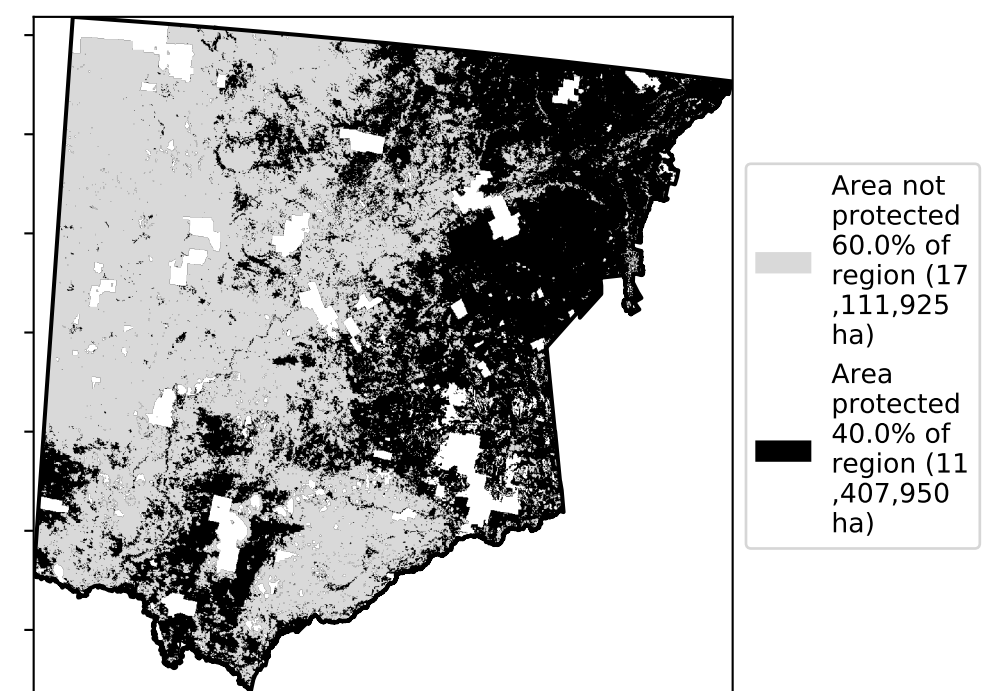 Area not
protected
60.0% of
region (17
,111,925
ha)
Area
protected
40.0% of
region (11
,407,950
ha)